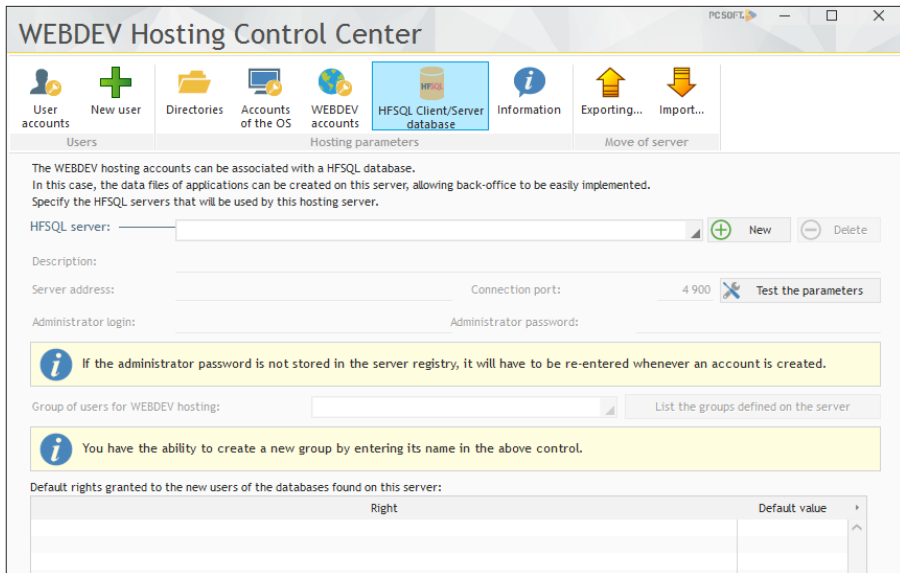 PC SOFT
WEBDEV Hosting Control Center
User accounts
New user
Directories
Accounts of the OS
WEBDEV accounts
HFSQL
HFSQL Client/Server database
Information
Exporting...
Import...
Users
Hosting parameters
Move of server
The WEBDEV hosting accounts can be associated with a HFSQL database.
In this case, the data files of applications can be created on this server, allowing back-office to be easily implemented.
Specify the HFSQL servers that will be used by this hosting server.
HFSQL server:
New
Delete
Description:
Server address:
Connection port:
4 900
Test the parameters
Administrator login:
Administrator password:
If the administrator password is not stored in the server registry, it will have to be re-entered whenever an account is created.
Group of users for WEBDEV hosting:
List the groups defined on the server
You have the ability to create a new group by entering its name in the above control.
Default rights granted to the new users of the databases found on this server:
Right
Default value